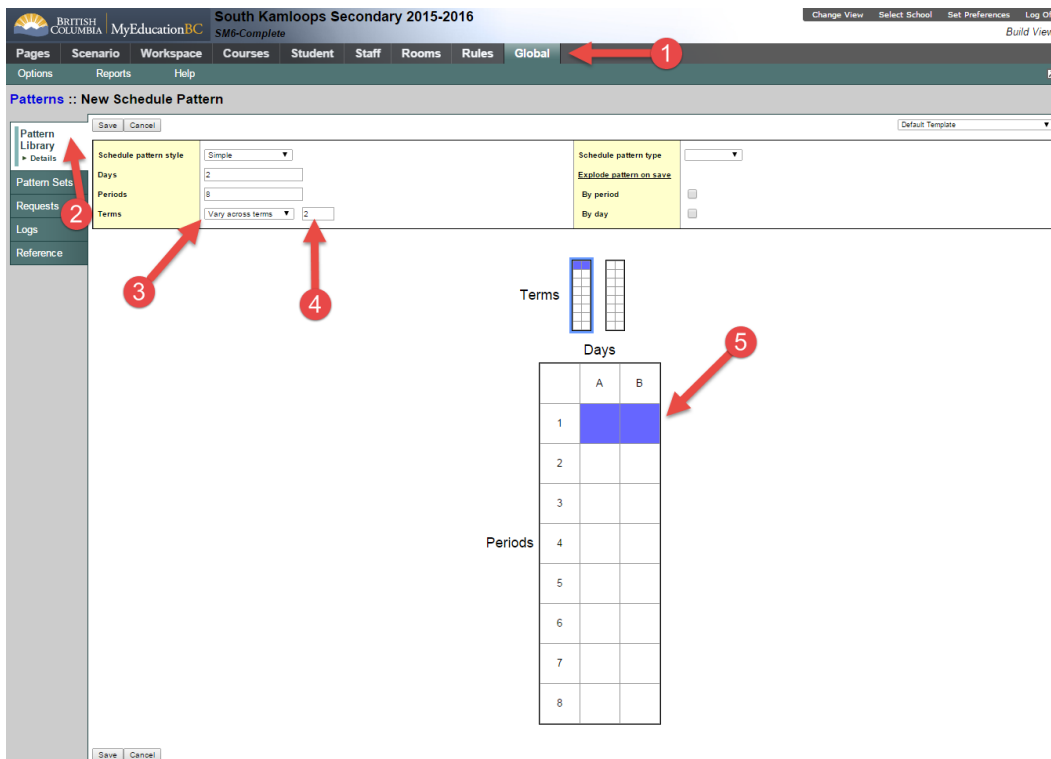 BRITISH
COLUMBIA MyEducationBC
South Kamloops Secondary 2015-2016
SM6-Complete
Change View Select School Set Preferences Log Of
Build View
Pages Scenario Workspace Courses Student Staff Rooms Rules Global
1
Options Reports Help
Patterns :: New Schedule Pattern
Pattern
Library
Details
Pattern Sets
Requests
Logs
Reference
2
Save Cancel
Default Template
Schedule pattern style Simple
Days 2
Periods 8
Terms Vary across terms 2
Schedule pattern type
Explode pattern on save
By period
By day
3
4
Terms
Days
5
A B
1
2
3
Periods 4
5
6
7
8
Save Cancel